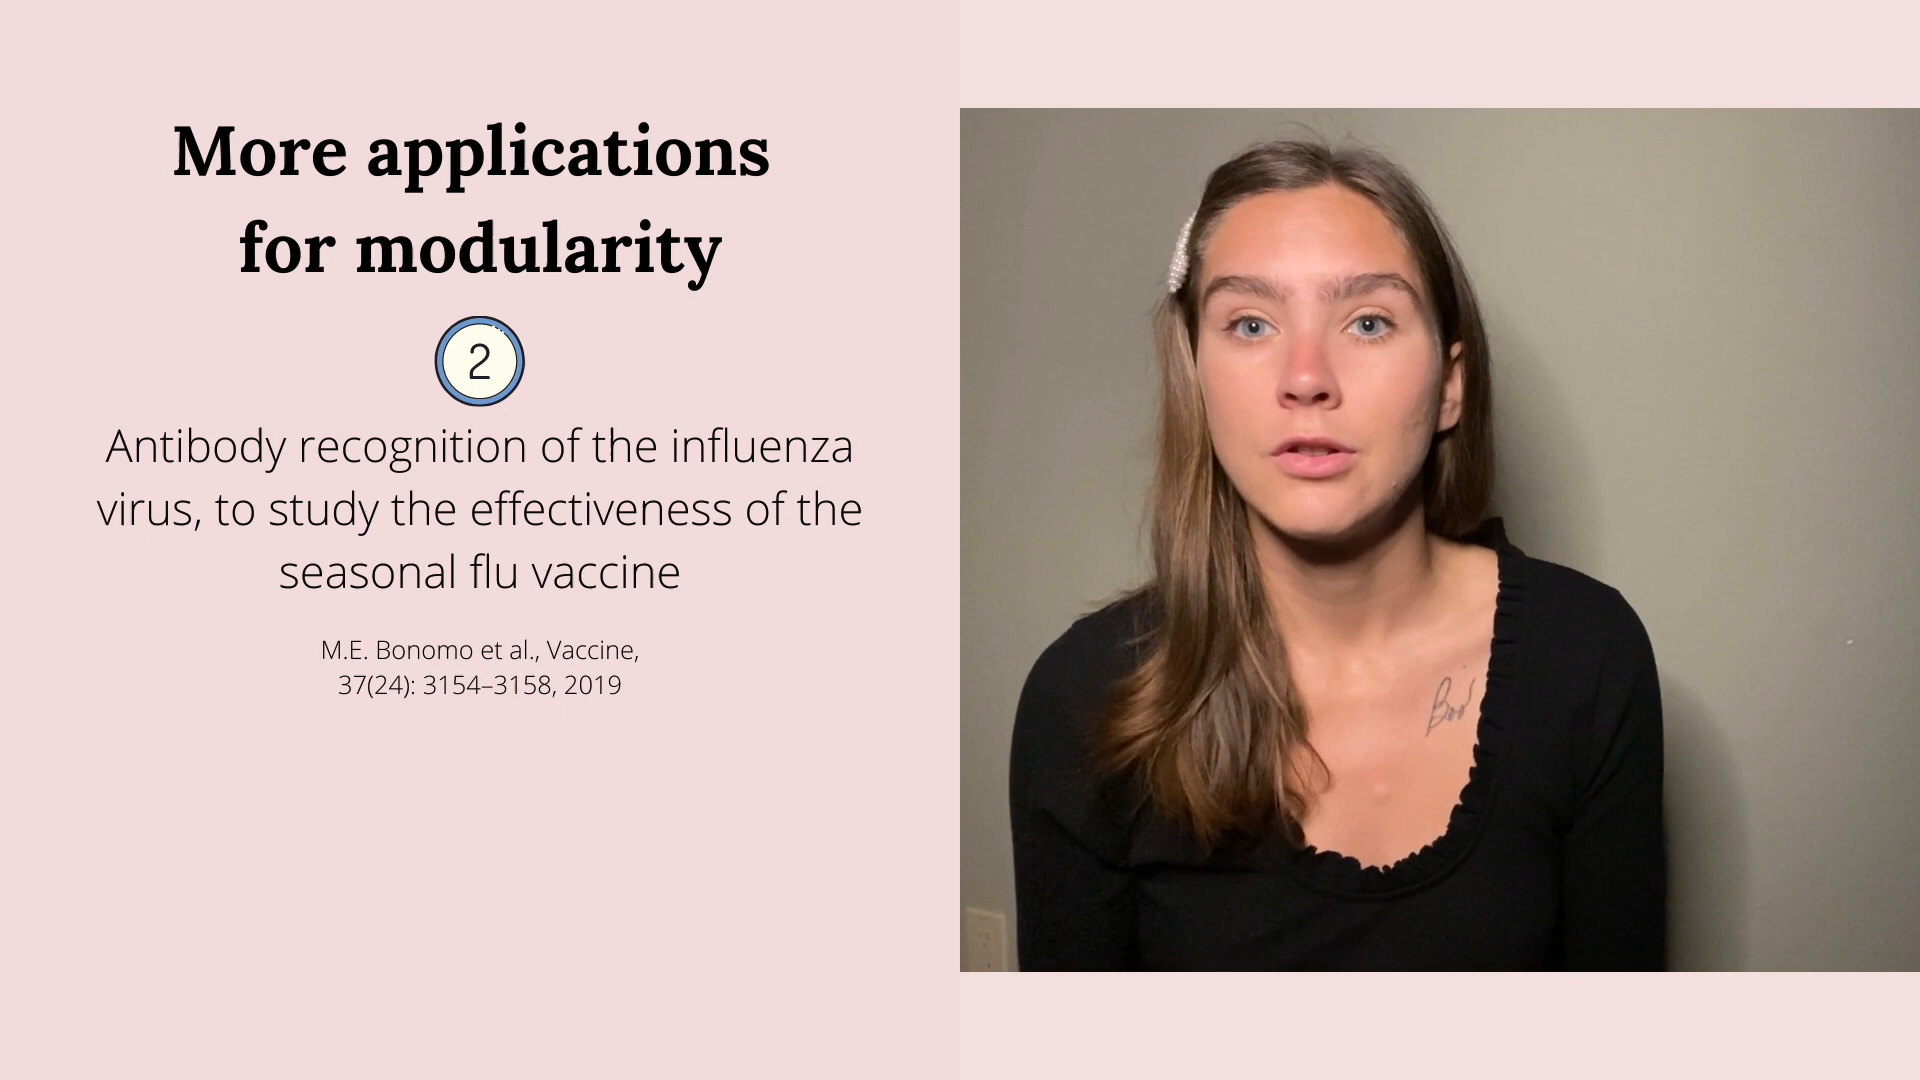 More applications
for modularity
2
Antibody recognition of the influenza
virus, to study the effectiveness of the
seasonal flu vaccine
M.E. Bonomo et al., Vaccine,
37(24): 3154–3158, 2019
Boo